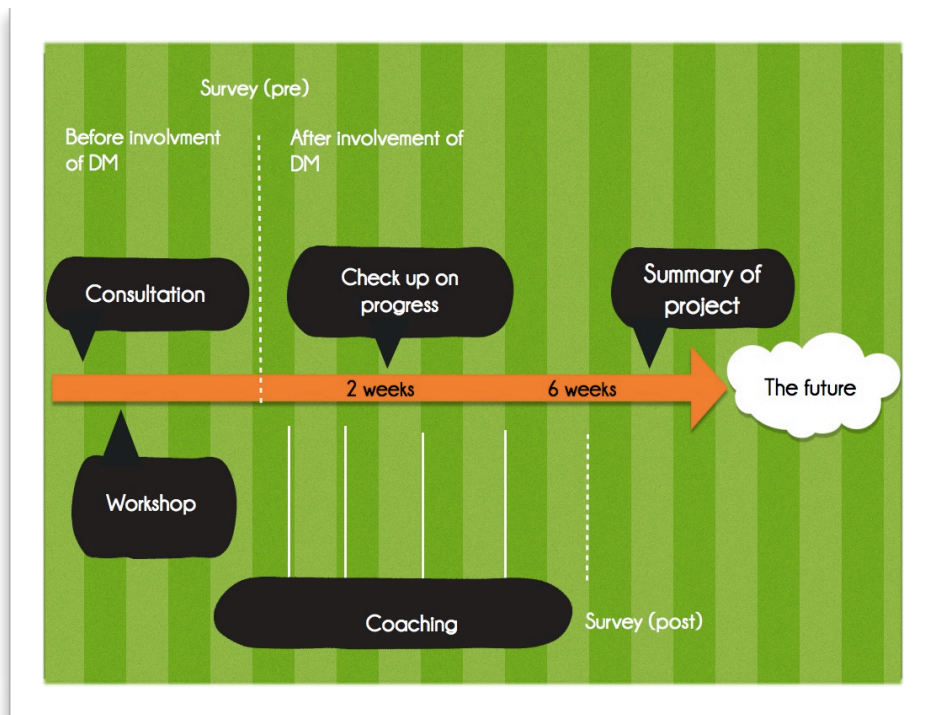 Survey (pre)
Before involvment
of DM
After involvement of
DM
Consultation
Check up on
progress
Summary of
project
2 weeks
6 weeks
The future
Workshop
Coaching
Survey (post)